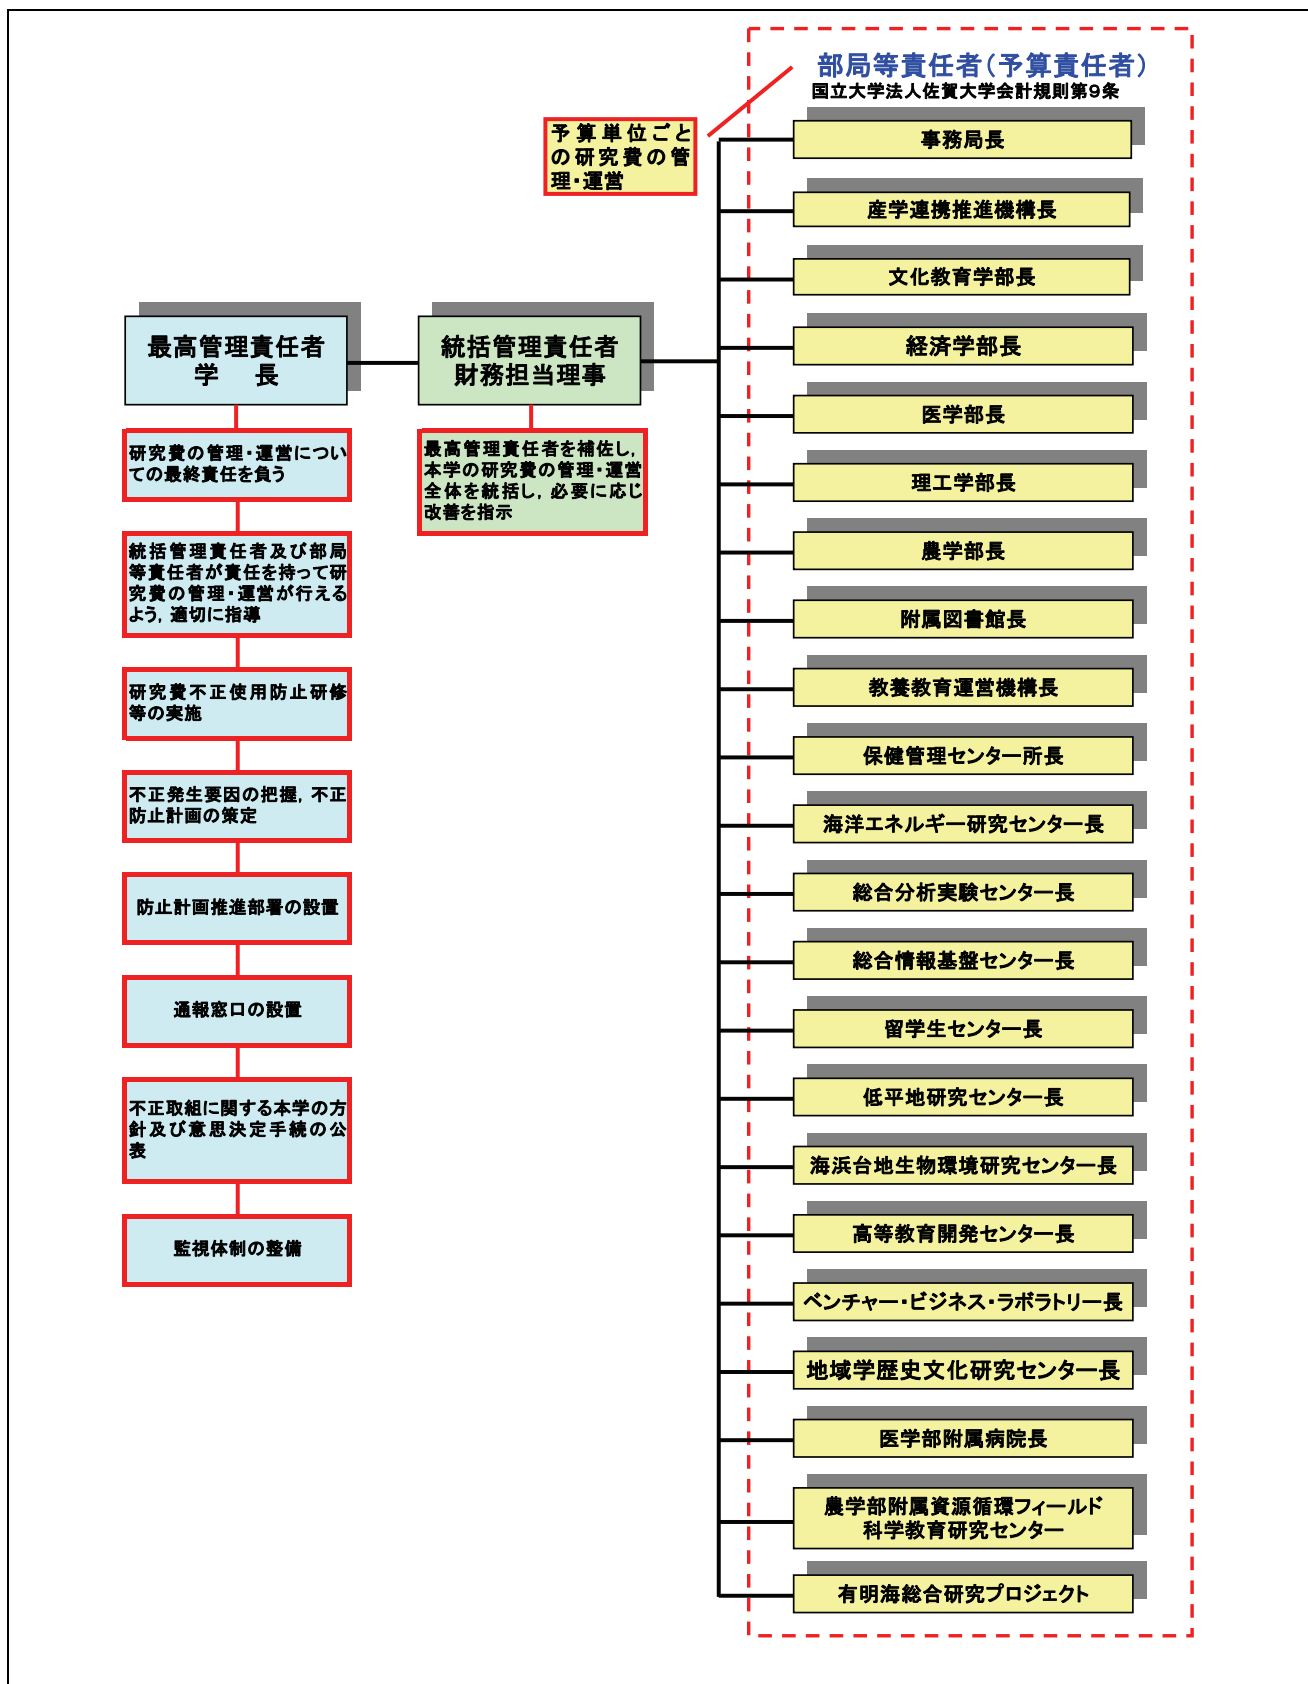 部局等責任者(予算責任者)
国立大学法人佐賀大学会計規則第9条
予算単位ごと
の研究費の管
理・運営
事務局長
産学連携推進機構長
文化教育学部長
経済学部長
医学部長
理工学部長
農学部長
附属図書館長
教養教育運営機構長
保健管理センター所長
海洋エネルギー研究センター長
総合分析実験センター長
総合情報基盤センター長
留学生センター長
低平地研究センター長
海浜台地生物環境研究センター長
高等教育開発センター長
ベンチャー・ビジネス・ラボラトリー長
地域学歴史文化研究センター長
医学部附属病院長
農学部附属資源循環フィールド
科学教育研究センター
有明海総合研究プロジェクト
最高管理責任者
学 長
研究費の管理・運営につい
ての最終責任を負う
統括管理責任者及び部局
等責任者が責任を持って研
究費の管理・運営が行える
よう,適切に指導
研究費不正使用防止研修
等の実施
不正発生要因の把握,不正
防止計画の策定
防止計画推進部署の設置
通報窓口の設置
不正取組に関する本学の方
針及び意思決定手続の公
表
監視体制の整備
統括管理責任者
財務担当理事
最高管理責任者を補佐し,
本学の研究費の管理・運営
全体を統括し,必要に応じ
改善を指示